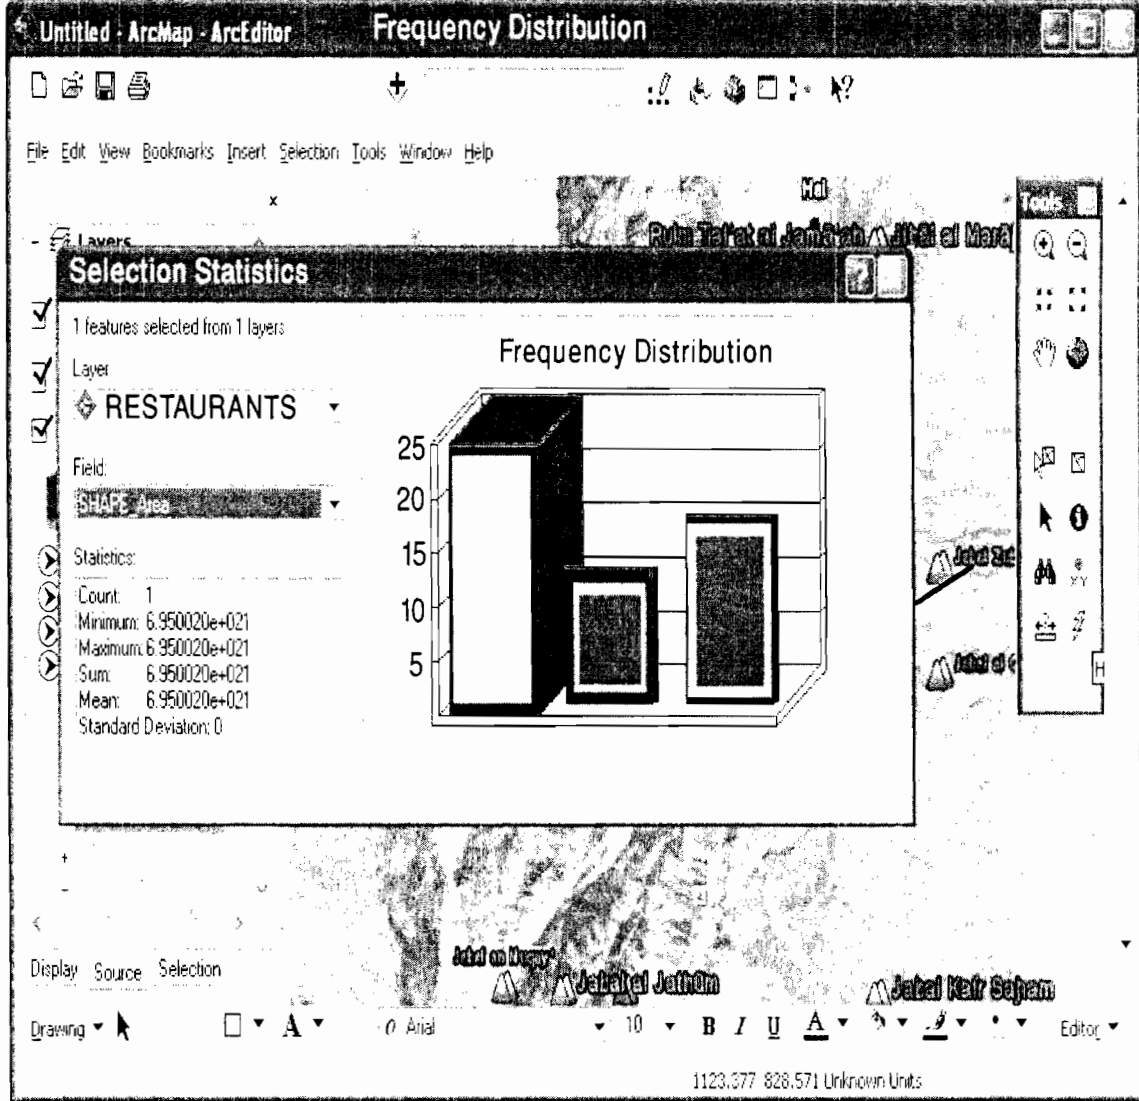 Untitled - ArcMap - ArcEditor
Frequency Distribution
File Edit View Bookmarks Insert Selection Tools Window Help
x
Layers
Tools
Selection Statistics
?
1 features selected from 1 layers
Layer
RESTAURANTS
Field:
SHAPE_Area
Statistics:
Count: 1
Minimum: 6.950020e+021
Maximum: 6.950020e+021
Sum: 6.950020e+021
Mean: 6.950020e+021
Standard Deviation: 0
Frequency Distribution
25
20
15
10
5
XY
H
Jabal al Jathum
Jabal Kafr Sajram
Display Source Selection
Drawing
A
Arial
10
B I U A
Editor
1123.377 828.571 Unknown Units